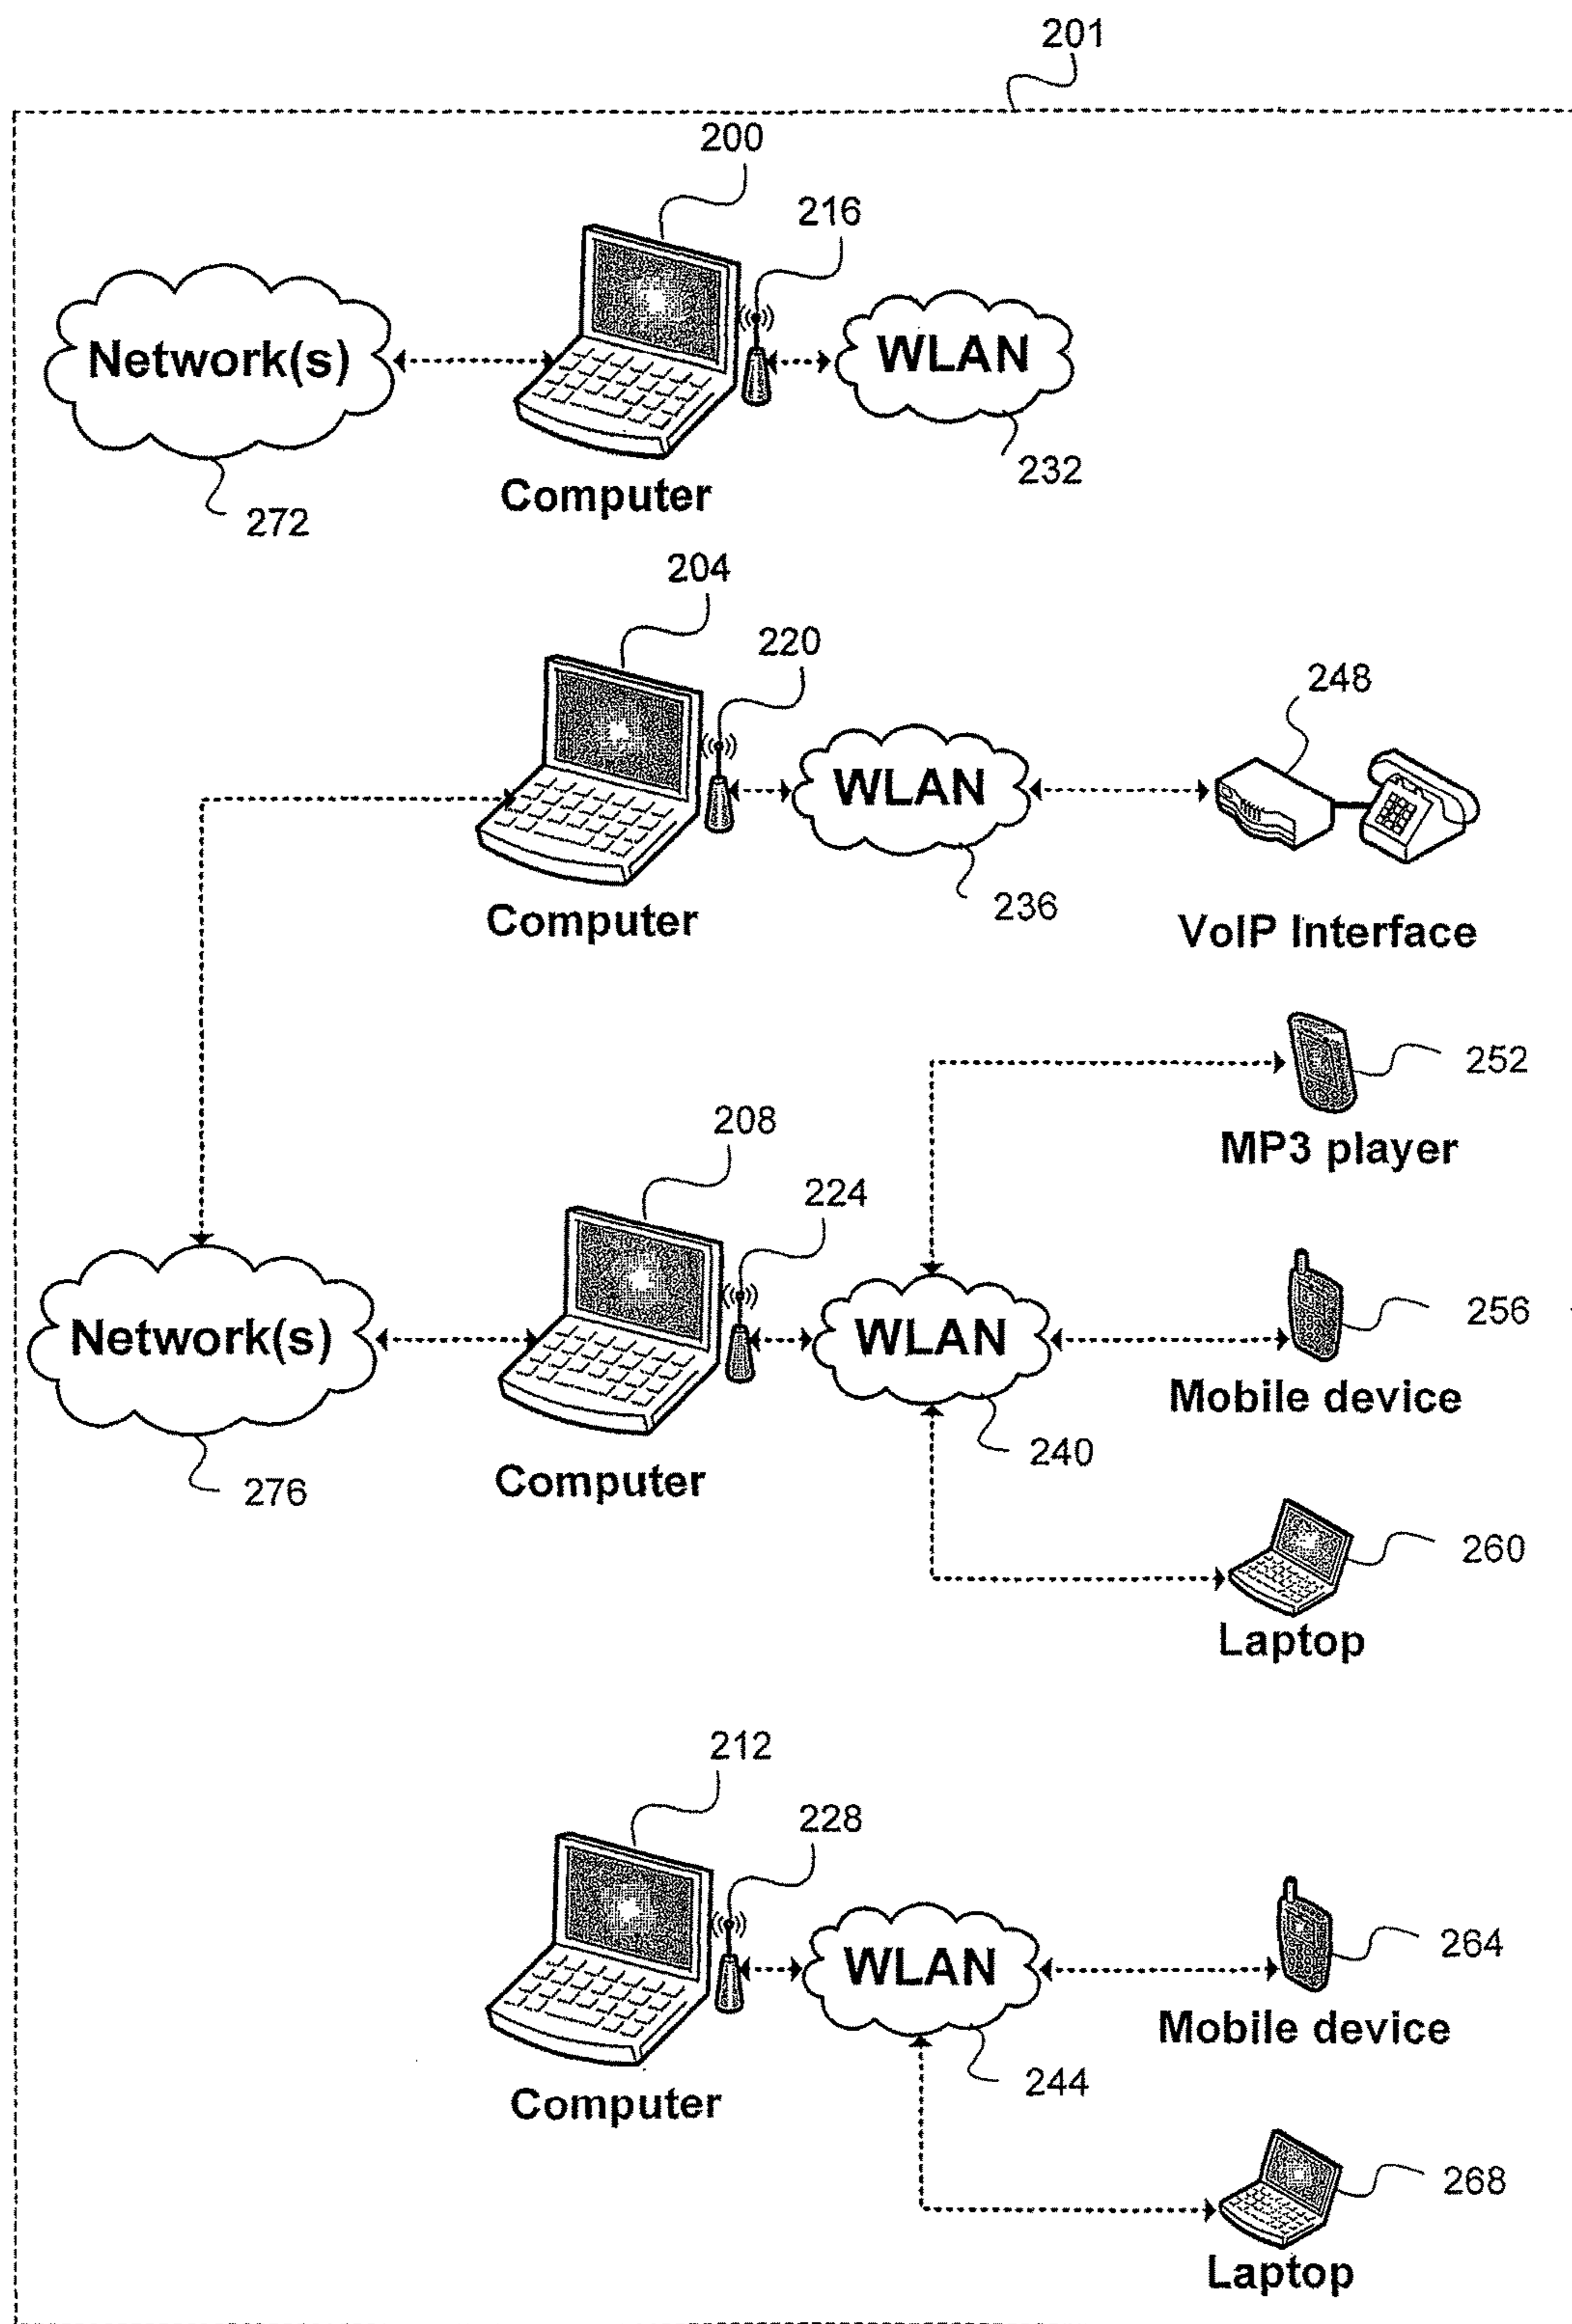 201
200
216
Network(s)
WLAN
232
272
Computer
204
220
248
WLAN
236
Computer
VoIP Interface
252
MP3 player
208
224
256
Network(s)
WLAN
Mobile device
240
276
Computer
260
Laptop
212
228
264
WLAN
Mobile device
244
Computer
268
Laptop